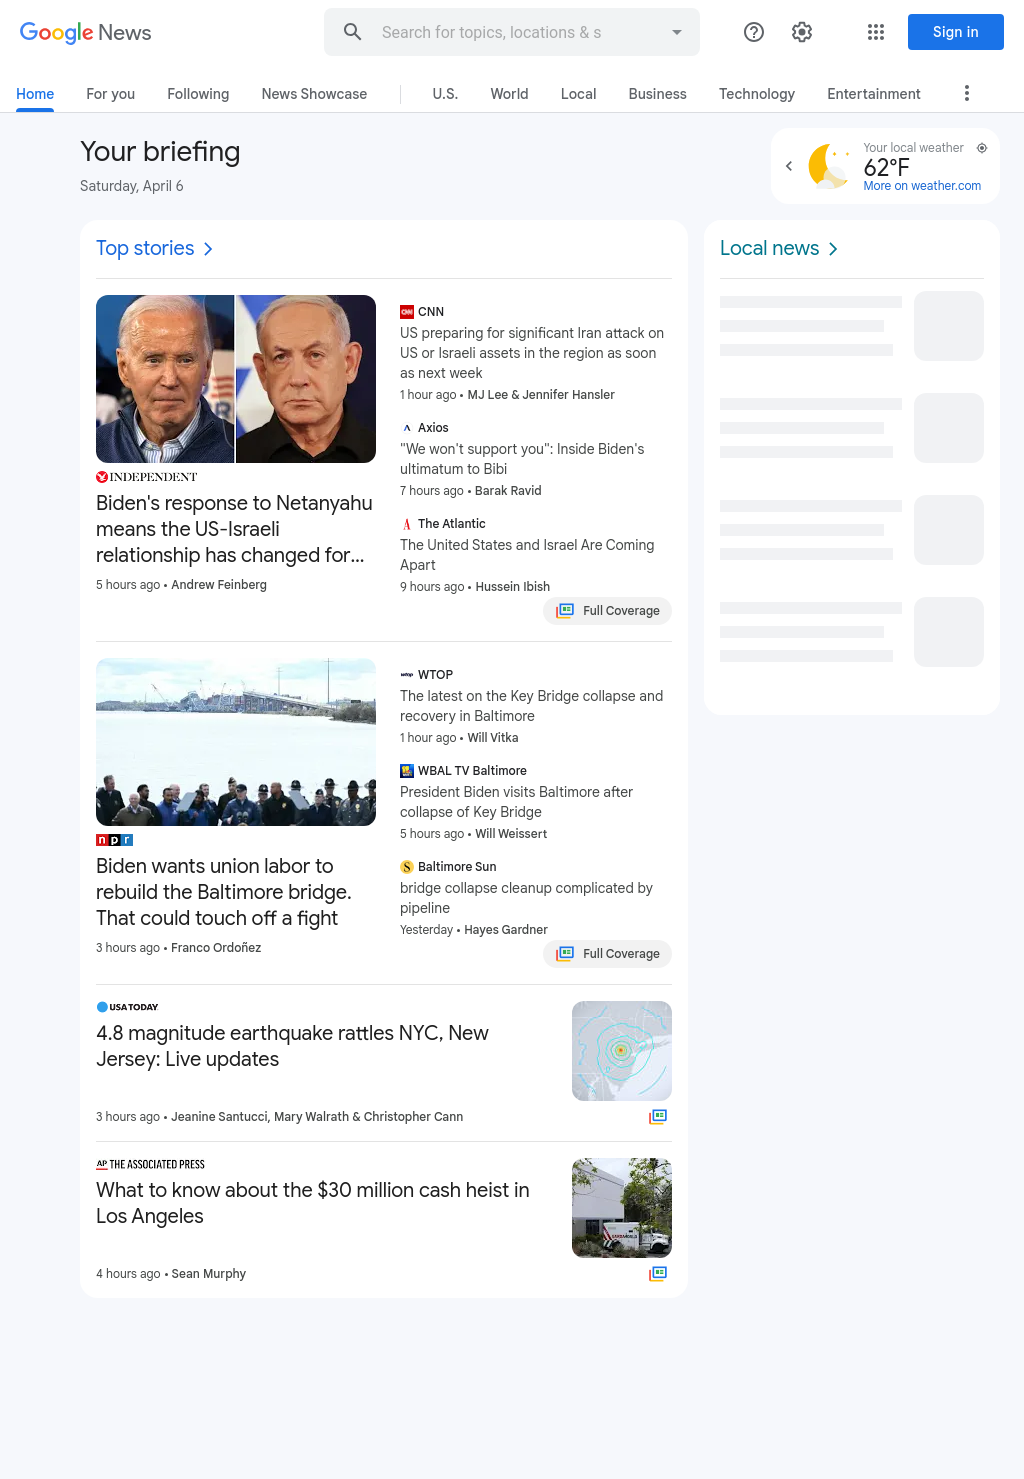 Google News
Search for topics, locations & s
Sign in
Home
For you
Following
News Showcase
U.S.
World
Local
Business
Technology
Entertainment
Your briefing
Saturday, April 6
Your local weather
62°F
More on weather.com
Top stories
INDEPENDENT
Biden's response to Netanyahu
means the US-Israeli
relationship has changed for...
5 hours ago • Andrew Feinberg
CNN
US preparing for significant Iran attack on
US or Israeli assets in the region as soon
as next week
1 hour ago • MJ Lee & Jennifer Hansler
Axios
"We won't support you": Inside Biden's
ultimatum to Bibi
7 hours ago • Barak Ravid
The Atlantic
The United States and Israel Are Coming
Apart
9 hours ago • Hussein Ibish
Full Coverage
npr
Biden wants union labor to
rebuild the Baltimore bridge.
That could touch off a fight
3 hours ago • Franco Ordoñez
wtop WTOP
The latest on the Key Bridge collapse and
recovery in Baltimore
1 hour ago • Will Vitka
WBAL TV Baltimore
President Biden visits Baltimore after
collapse of Key Bridge
5 hours ago • Will Weissert
S Baltimore Sun
bridge collapse cleanup complicated by
pipeline
Yesterday • Hayes Gardner
Full Coverage
USA TODAY
4.8 magnitude earthquake rattles NYC, New
Jersey: Live updates
3 hours ago • Jeanine Santucci, Mary Walrath & Christopher Cann
AP THE ASSOCIATED PRESS
What to know about the $30 million cash heist in
Los Angeles
4 hours ago • Sean Murphy
GARDAWORLD
Local news